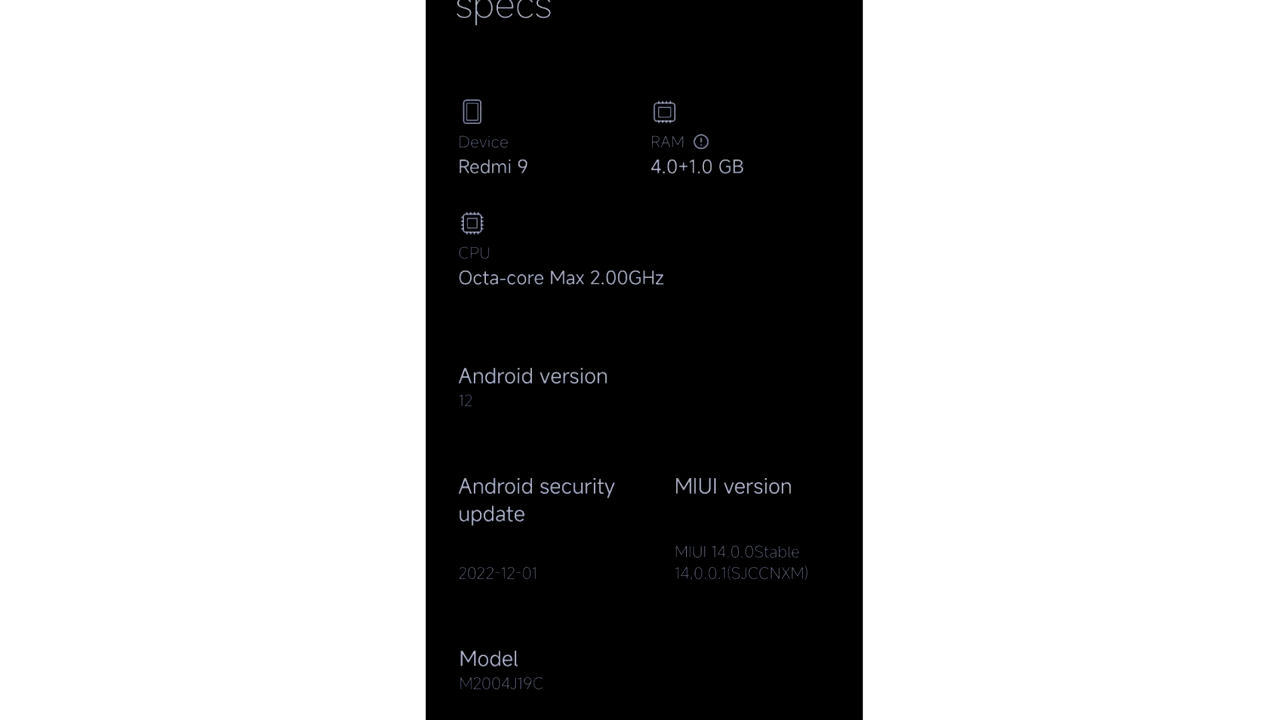 specs
Device
Redmi 9
RAM
4.0+1.0 GB
CPU
Octa-core Max 2.00GHz
Android version
12
Android security
update
2022-12-01
MIUI version
MIUI 14.0.0Stable
14.0.0.1(SJCCNXM)
Model
M2004J19C